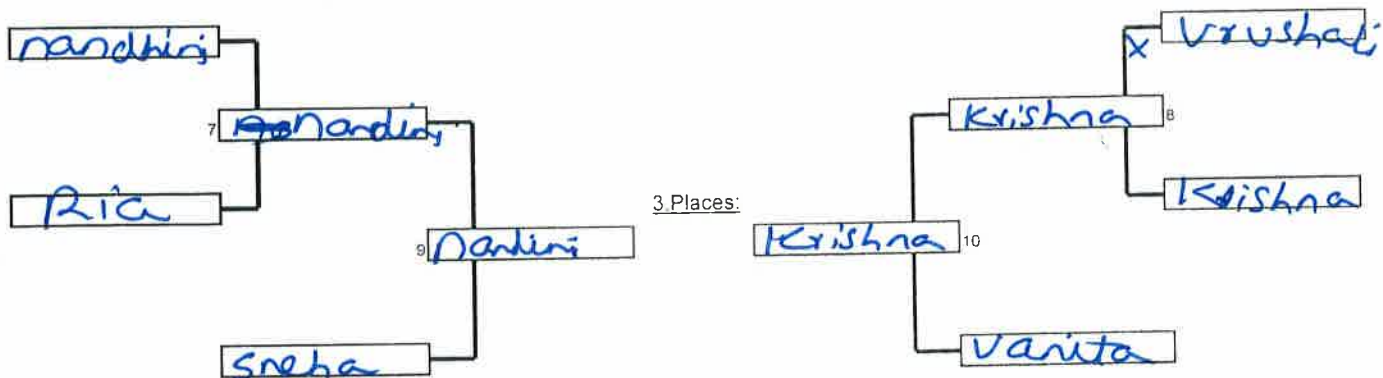 nandhini
Vrushali
X
7 Nandini
Krishna 8
Ria
Krishna
3.Places:
9 Nandini
Krishna 10
Sneha
Vanita